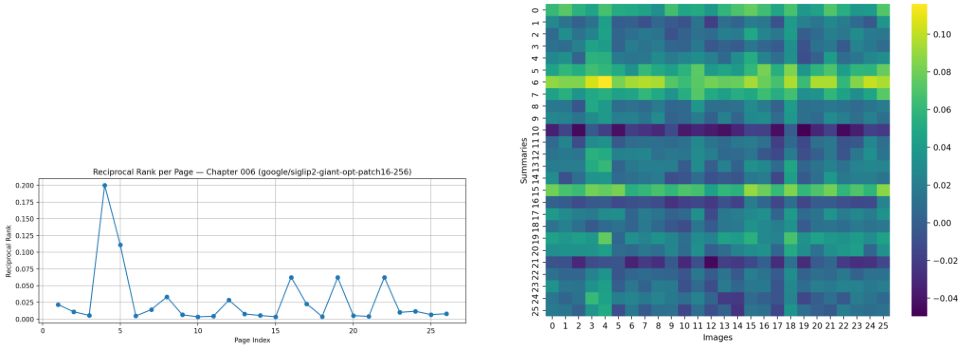 Reciprocal Rank per Page — Chapter 006 (google/siglip2-giant-opt-patch16-256)
Reciprocal Rank
0.200
0.175
0.150
0.125
0.100
0.075
0.050
0.025
0.000
0 5 10 15 20 25
Page Index
Summaries
0 1 2 3 4 5 6 7 8 9 10 11 12 13 14 15 16 17 18 19 20 21 22 23 24 25
0 1 2 3 4 5 6 7 8 9 10 11 12 13 14 15 16 17 18 19 20 21 22 23 24 25
Images
0.10
0.08
0.06
0.04
0.02
0.00
−0.02
−0.04